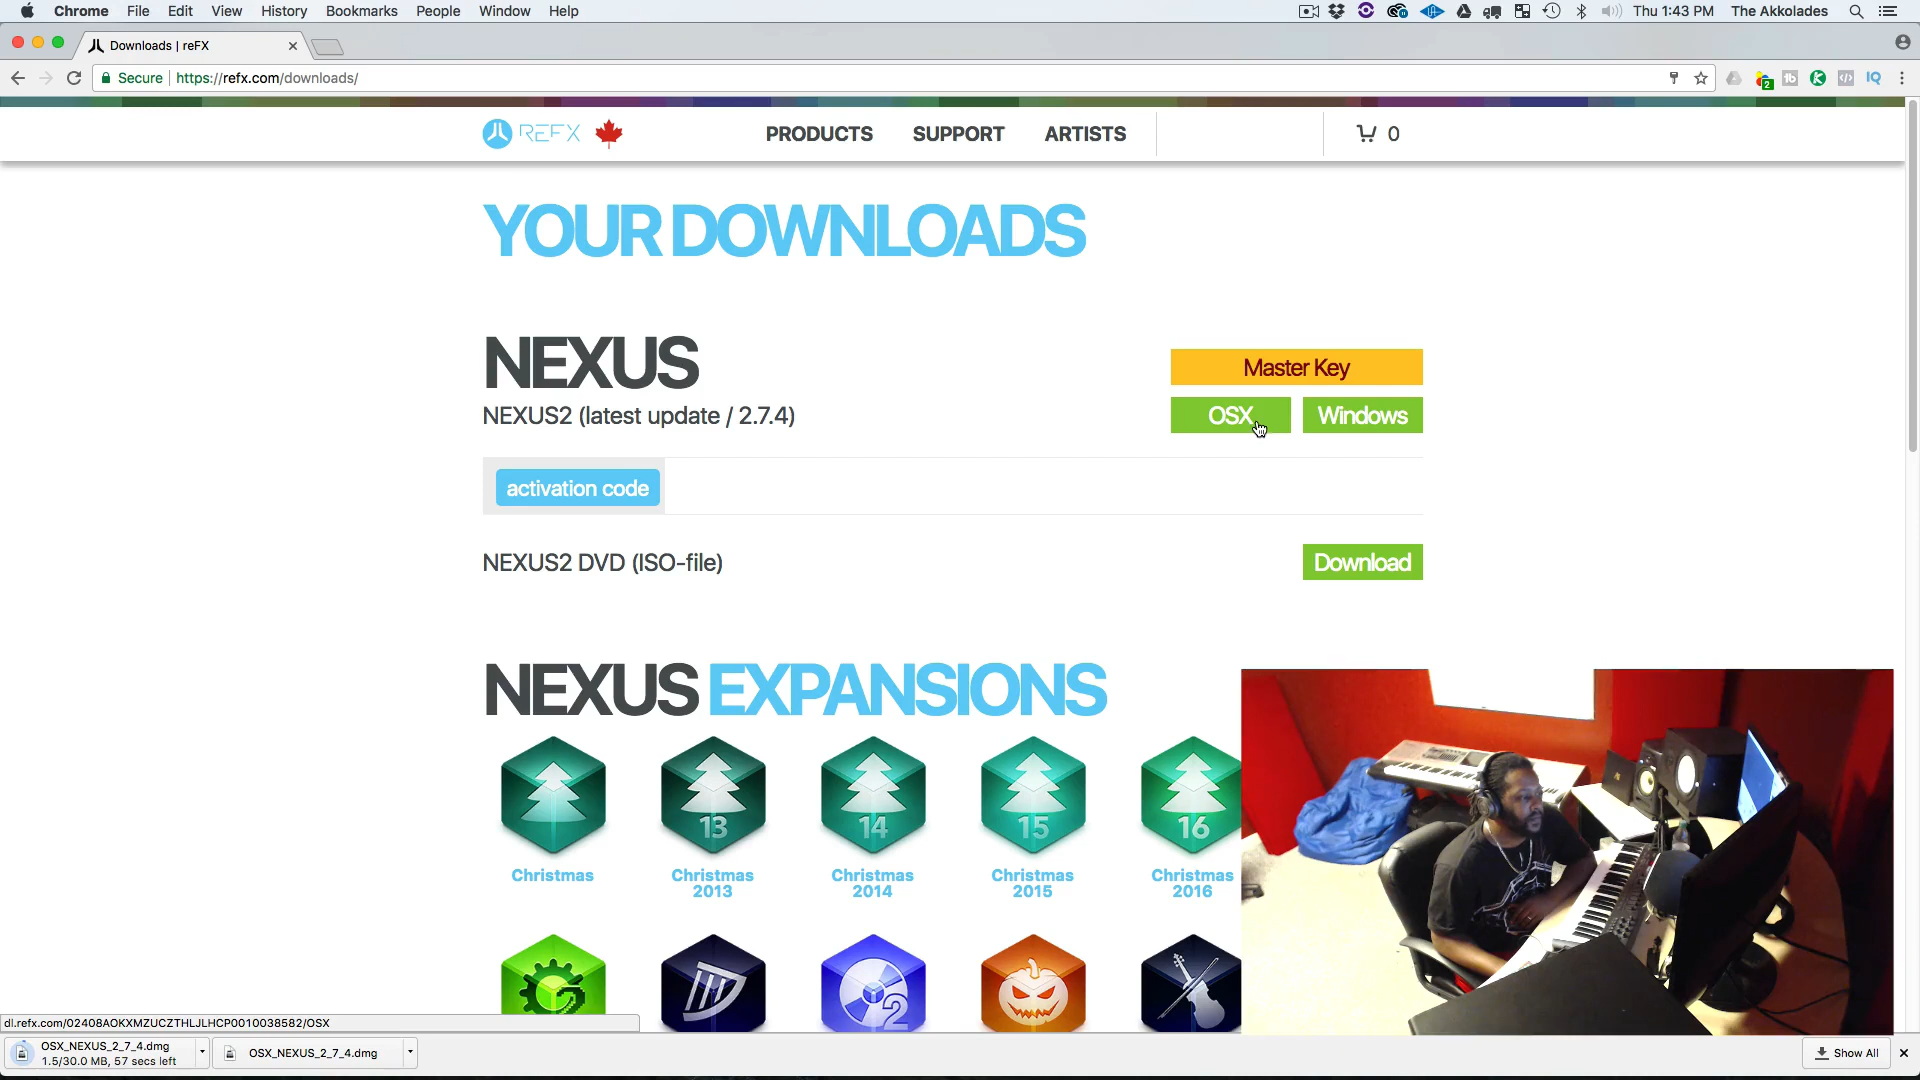 Chrome File Edit View History Bookmarks People Window Help Thu 1:43 PM The Akkolades
Downloads | reFX
Secure https://refx.com/downloads/
2 IQ
REFX PRODUCTS SUPPORT ARTISTS 0
YOUR DOWNLOADS
NEXUS
Master Key
NEXUS2 (latest update / 2.7.4) OSX Windows
activation code
NEXUS2 DVD (ISO-file) Download
NEXUS EXPANSIONS
13 14 15 16
Christmas Christmas 2013 Christmas 2014 Christmas 2015 Christmas 2016
2
dl.refx.com/02408AOKXMZUCZTHLJLHCP0010038582/OSX
OSX_NEXUS_2_7_4.dmg
1.5/30.0 MB, 57 secs left
OSX_NEXUS_2_7_4.dmg
Show All